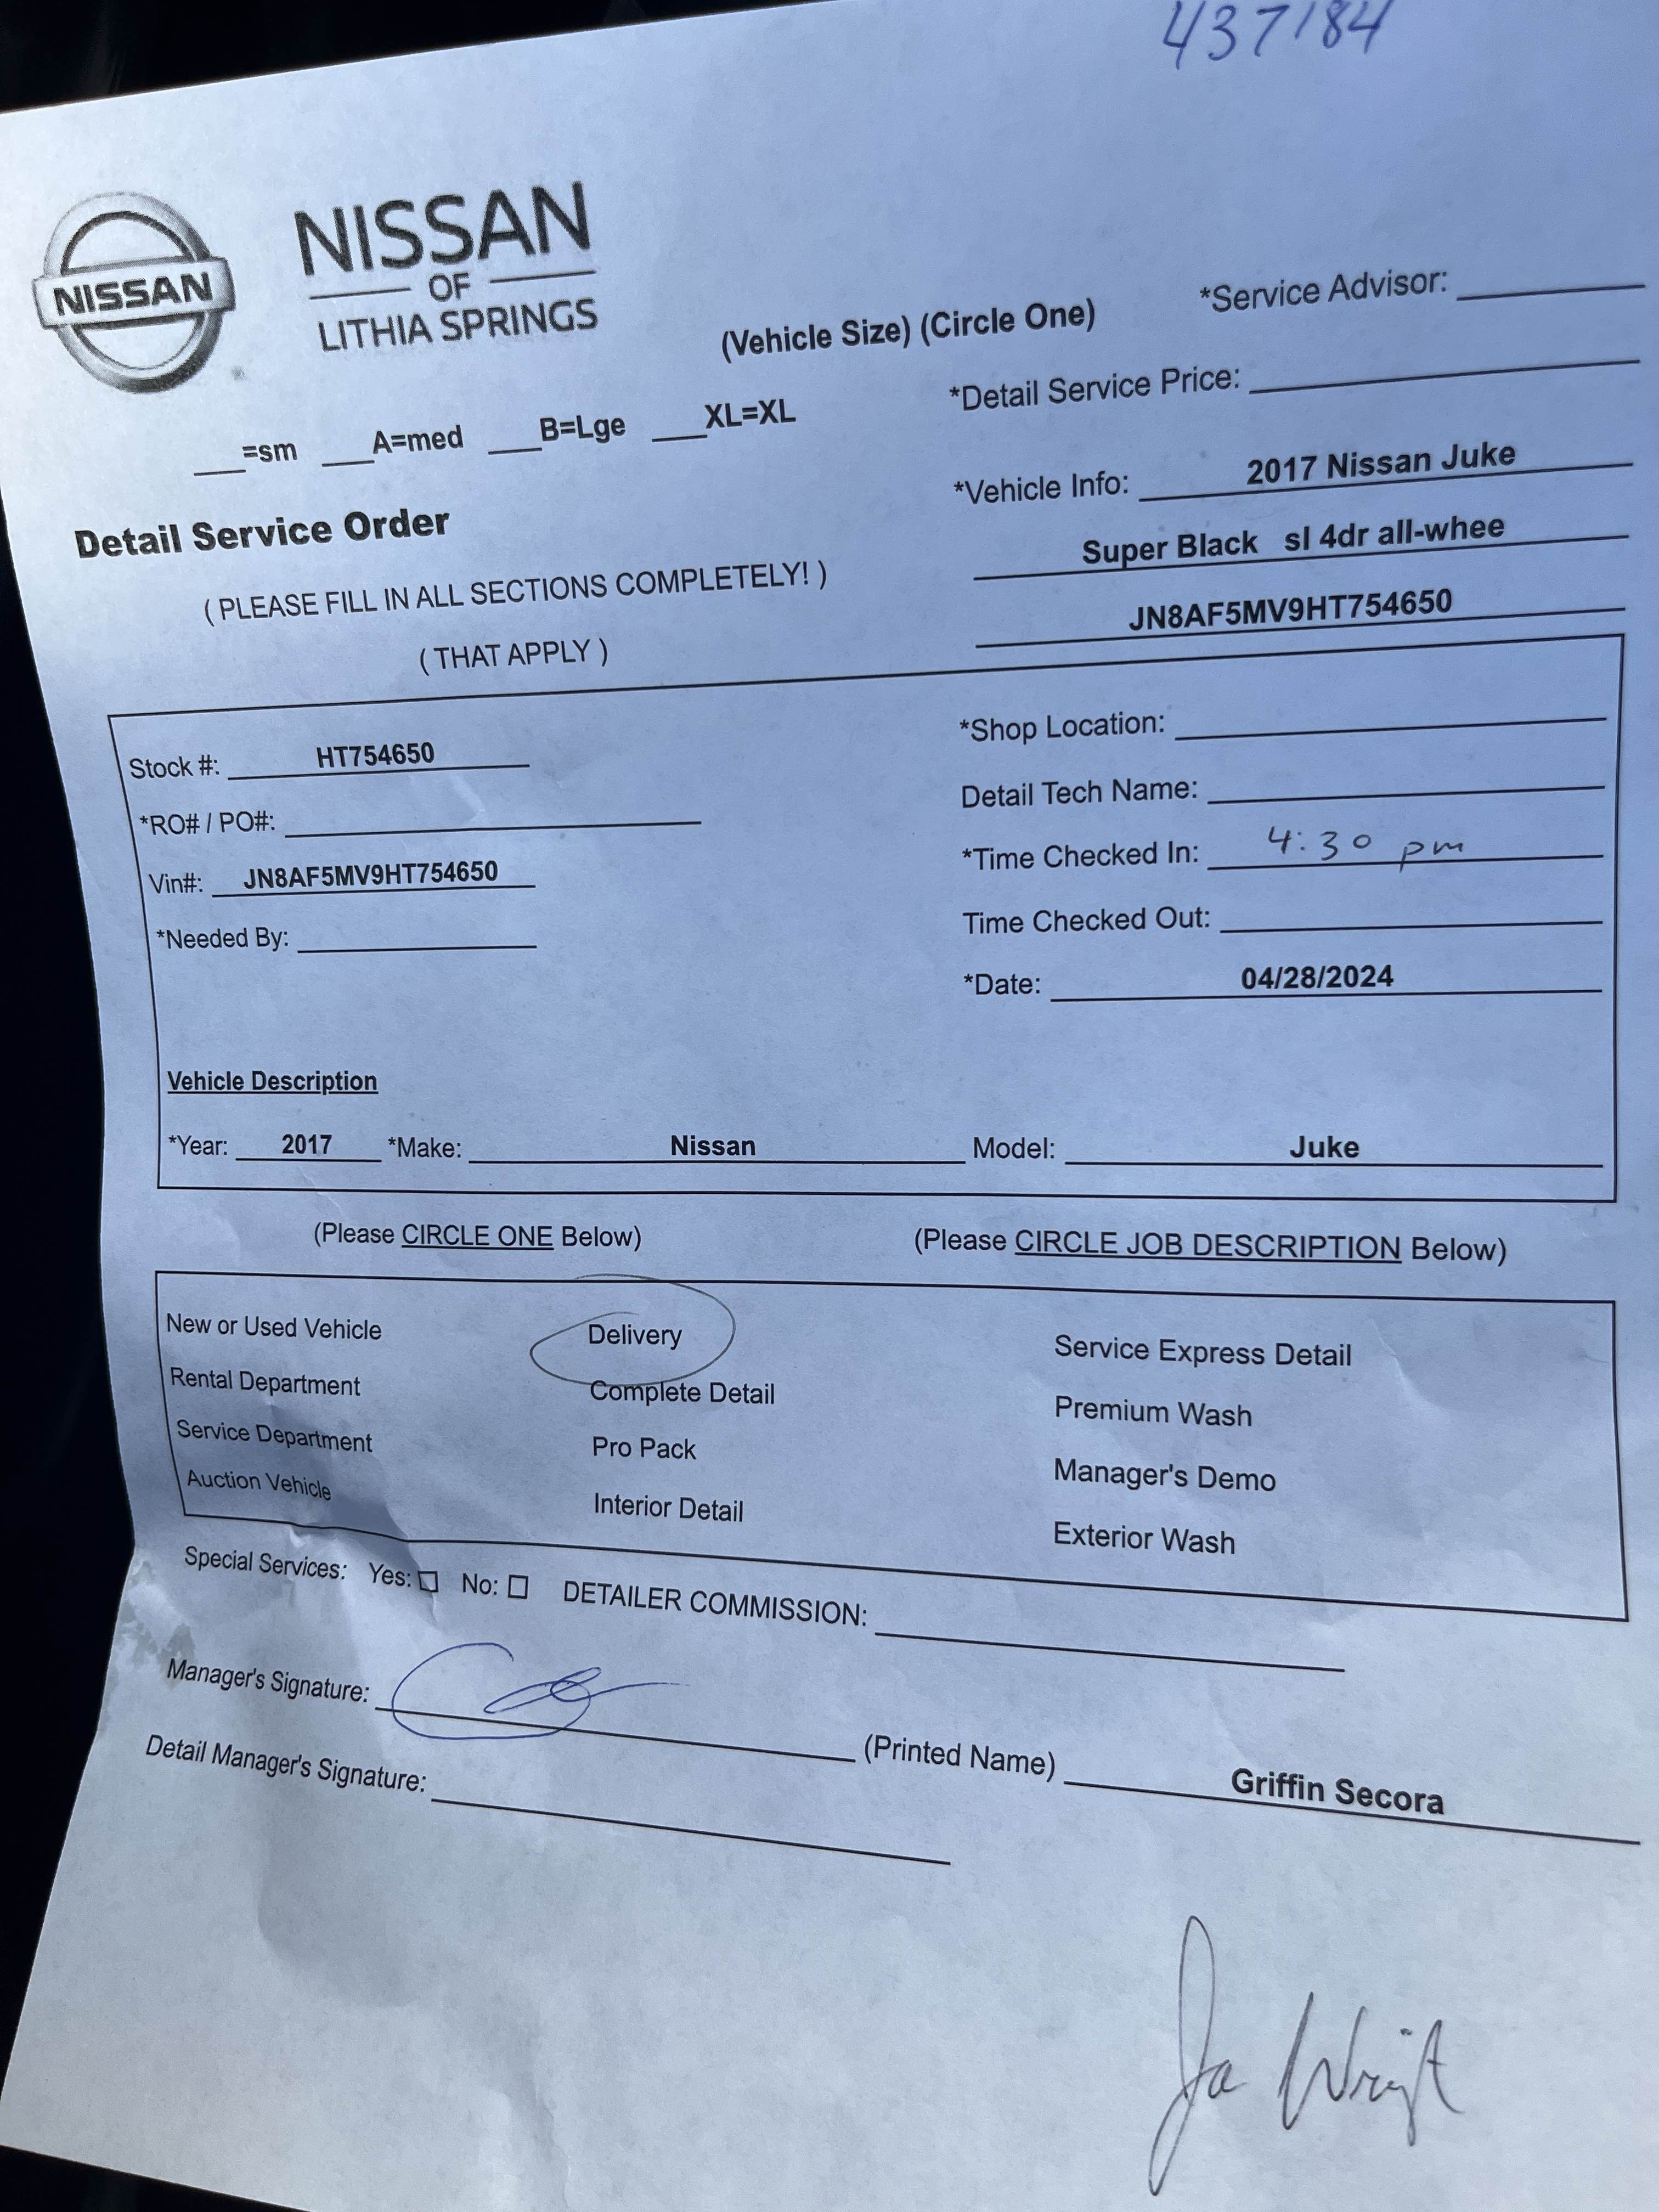 437184
NISSAN
NISSAN
OF
LITHIA SPRINGS
(Vehicle Size) (Circle One)
*Service Advisor:
___=sm ___A=med ___B=Lge ___XL=XL
*Detail Service Price:
*Vehicle Info: 2017 Nissan Juke
Super Black sl 4dr all-whee
JN8AF5MV9HT754650
Detail Service Order
( PLEASE FILL IN ALL SECTIONS COMPLETELY! )
( THAT APPLY )
Stock #: HT754650
*RO# / PO#:
Vin#: JN8AF5MV9HT754650
*Needed By:
*Shop Location:
Detail Tech Name:
*Time Checked In: 4:30 pm
Time Checked Out:
*Date: 04/28/2024
Vehicle Description
*Year: 2017 *Make: Nissan Model: Juke
(Please CIRCLE ONE Below) (Please CIRCLE JOB DESCRIPTION Below)
New or Used Vehicle Delivery Service Express Detail
Rental Department Complete Detail Premium Wash
Service Department Pro Pack Manager's Demo
Auction Vehicle Interior Detail Exterior Wash
Special Services: Yes: ☐ No: ☐ DETAILER COMMISSION:
Manager's Signature: (Printed Name) Griffin Secora
Detail Manager's Signature: